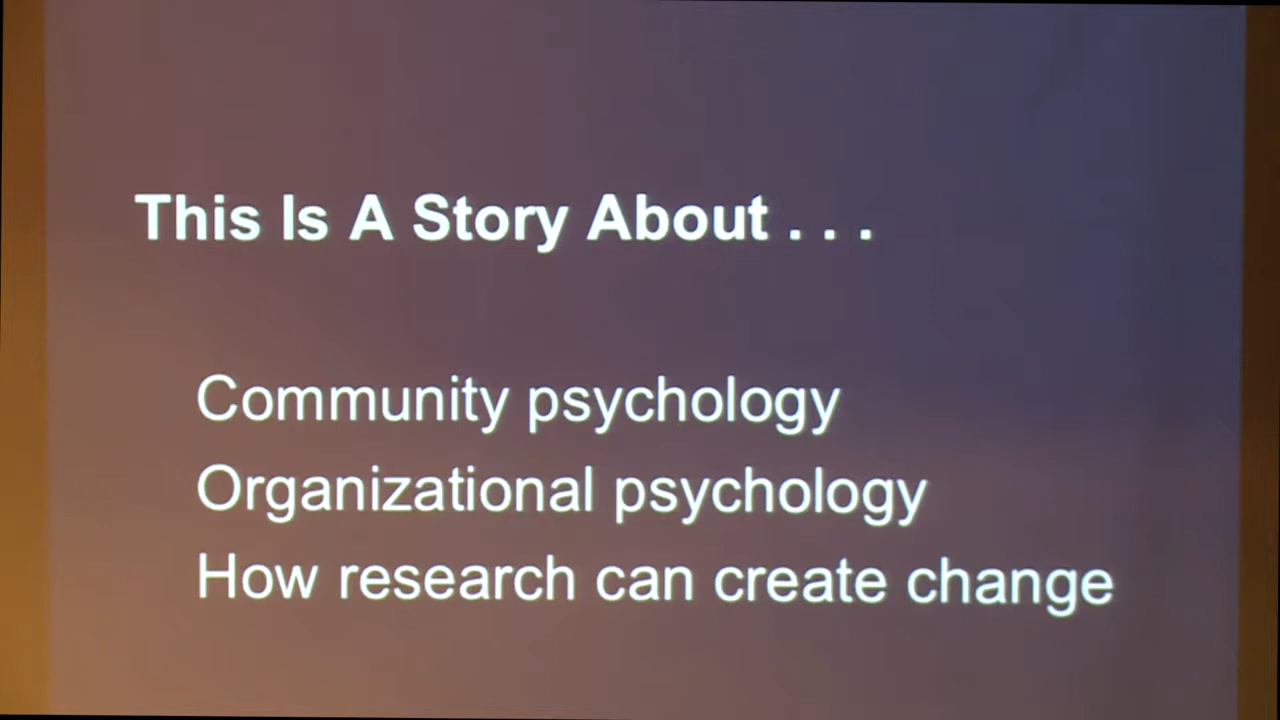 This Is A Story About . . .
Community psychology
Organizational psychology
How research can create change